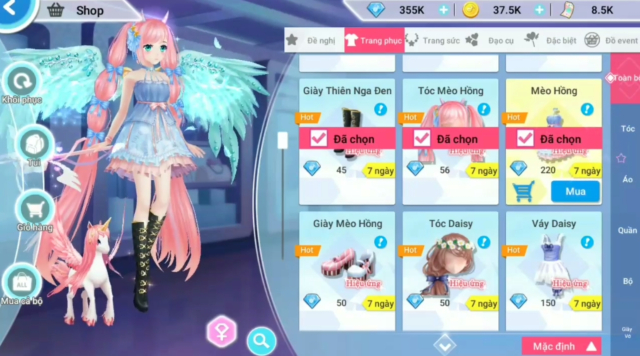 Shop
355K
37.5K
8.5K
Đề nghị
Trang phục
Trang sức
Đạo cụ
Đặc biệt
Đồ event
Khôi phục
Túi
Giỏ hàng
Mua cả bộ
ALL
Giày Thiên Nga Đen
Tóc Mèo Hồng
Mèo Hồng
Hot
Hot
Hot
Đã chọn
Đã chọn
Đã chọn
Hiệu ứng
Hiệu ứng
45
7 ngày
56
7 ngày
220
7 ngày
Mua
Giày Mèo Hồng
Tóc Daisy
Váy Daisy
Hot
Hot
Hot
Hiệu ứng
Hiệu ứng
Hiệu ứng
50
7 ngày
50
7 ngày
150
7 ngày
Toàn bộ
Tóc
Áo
Quần
Bộ
Giày
Mặc định